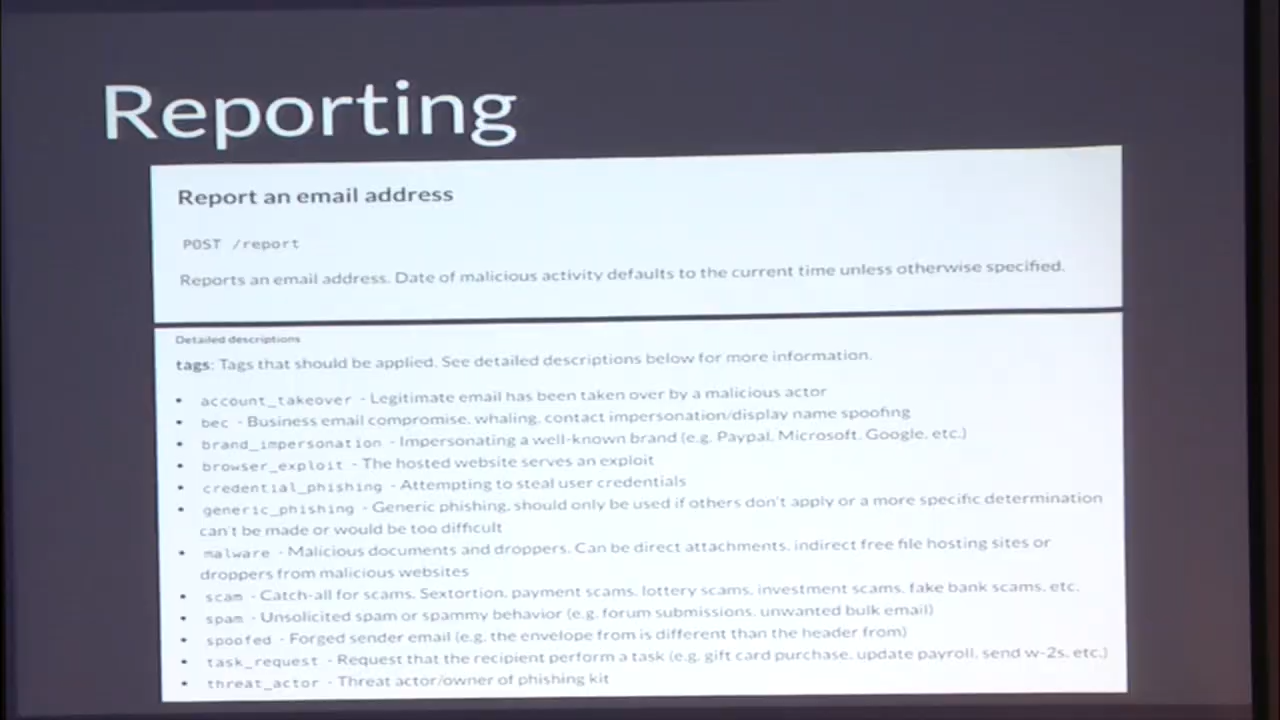 Reporting
Report an email address
POST /report
Reports an email address. Date of malicious activity defaults to the current time unless otherwise specified.
Detailed descriptions
tags: Tags that should be applied. See detailed descriptions below for more information.
• account_takeover - Legitimate email has been taken over by a malicious actor
• bec - Business email compromise, whaling, contact impersonation/display name spoofing
• brand_impersonation - Impersonating a well-known brand (e.g. Paypal, Microsoft, Google, etc.)
• browser_exploit - The hosted website serves an exploit
• credential_phishing - Attempting to steal user credentials
• generic_phishing - Generic phishing, should only be used if others don't apply or a more specific determination
can't be made or would be too difficult
• malware - Malicious documents and droppers. Can be direct attachments, indirect free file hosting sites or
droppers from malicious websites
• scam - Catch-all for scams. Sextortion, payment scams, lottery scams, investment scams, fake bank scams, etc.
• spam - Unsolicited spam or spammy behavior (e.g. forum submissions, unwanted bulk email)
• spoofed - Forged sender email (e.g. the envelope from is different than the header from)
• task_request - Request that the recipient perform a task (e.g. gift card purchase, update payroll, send w-2s, etc.)
• threat_actor - Threat actor/owner of phishing kit